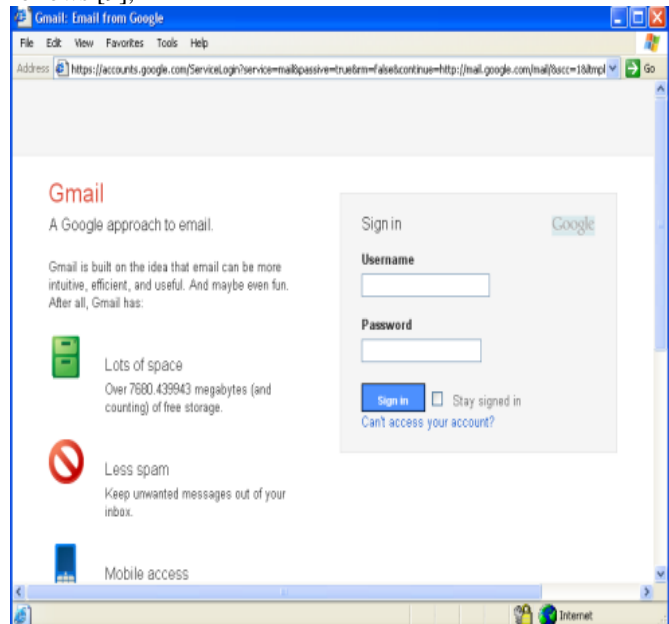 Gmail: Email from Google
File Edit View Favorites Tools Help
Address https://accounts.google.com/ServiceLogin?service=mail&passive=true&rm=false&continue=http://mail.google.com/mail/&scc=1&ltmpl Go
Gmail
A Google approach to email.
Gmail is built on the idea that email can be more
intuitive, efficient, and useful. And maybe even fun.
After all, Gmail has:
Lots of space
Over 7680.439943 megabytes (and
counting) of free storage.
Less spam
Keep unwanted messages out of your
inbox.
Mobile access
Sign in Google
Username
Password
Sign in Stay signed in
Can't access your account?
Internet